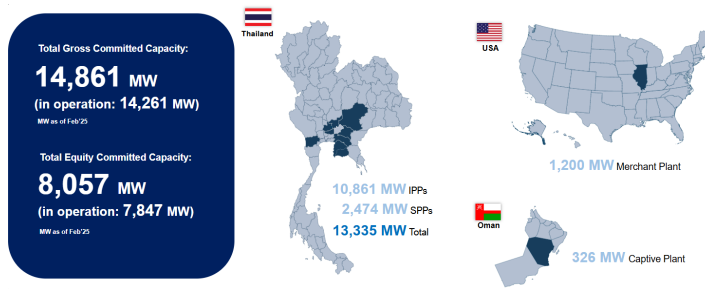 Total Gross Committed Capacity:
14,861 MW
(in operation: 14,261 MW)
MW as of Feb'25
Total Equity Committed Capacity:
8,057 MW
(in operation: 7,847 MW)
MW as of Feb'25
Thailand
10,861 MW IPPs
2,474 MW SPPs
13,335 MW Total
USA
1,200 MW Merchant Plant
Oman
326 MW Captive Plant